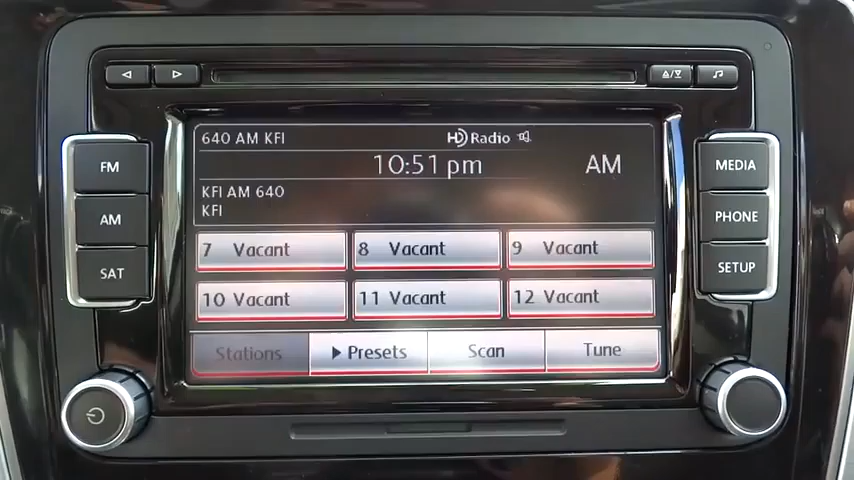 640 AM KFI
HD Radio
10:51 pm
AM
KFI AM 640
KFI
7 Vacant
8 Vacant
9 Vacant
10 Vacant
11 Vacant
12 Vacant
Stations
Presets
Scan
Tune
FM
AM
SAT
MEDIA
PHONE
SETUP